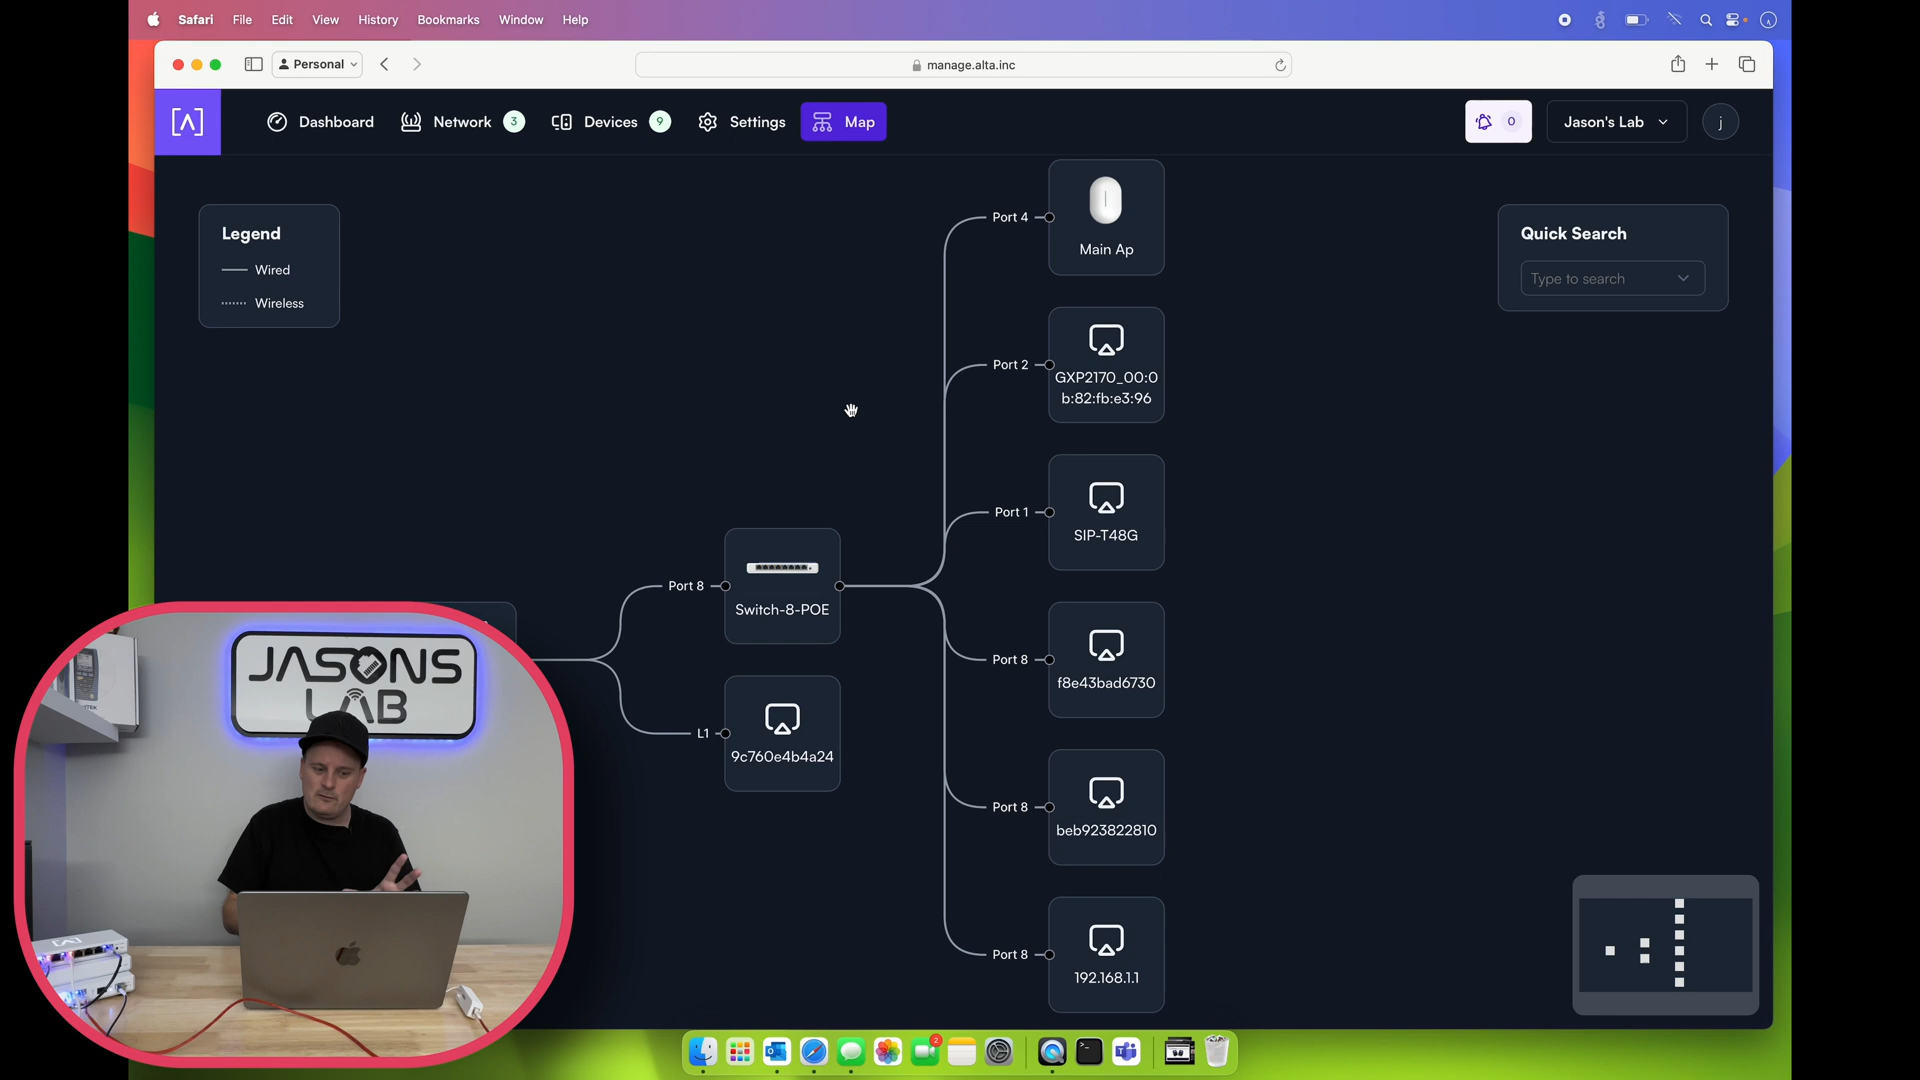 Safari File Edit View History Bookmarks Window Help
Personal
manage.alta.inc
[Λ] Dashboard Network 3 Devices 9 Settings Map 0 Jason's Lab j
Legend
Wired
Wireless
Quick Search
Type to search
Port 4
Main Ap
Port 2
GXP2170_00:0
b:82:fb:e3:96
Port 1
SIP-T48G
Port 8
Switch-8-POE
Port 8
f8e43bad6730
L1
9c760e4b4a24
Port 8
beb923822810
Port 8
192.168.1.1
JASONS
LAB
2